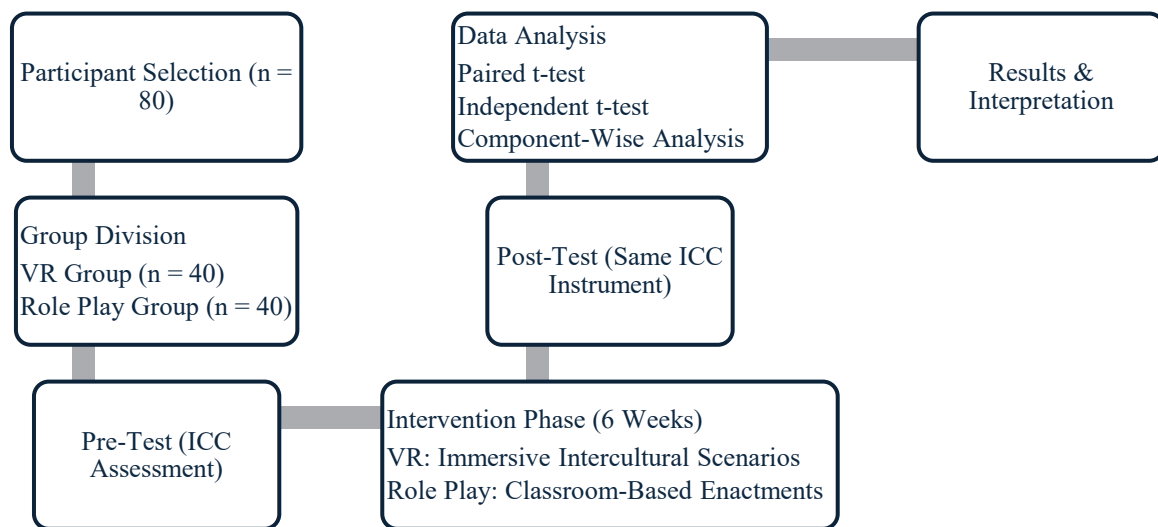 Participant Selection (n =
80)
Group Division
VR Group (n = 40)
Role Play Group (n = 40)
Pre-Test (ICC
Assessment)
Intervention Phase (6 Weeks)
VR: Immersive Intercultural Scenarios
Role Play: Classroom-Based Enactments
Post-Test (Same ICC
Instrument)
Data Analysis
Paired t-test
Independent t-test
Component-Wise Analysis
Results &
Interpretation